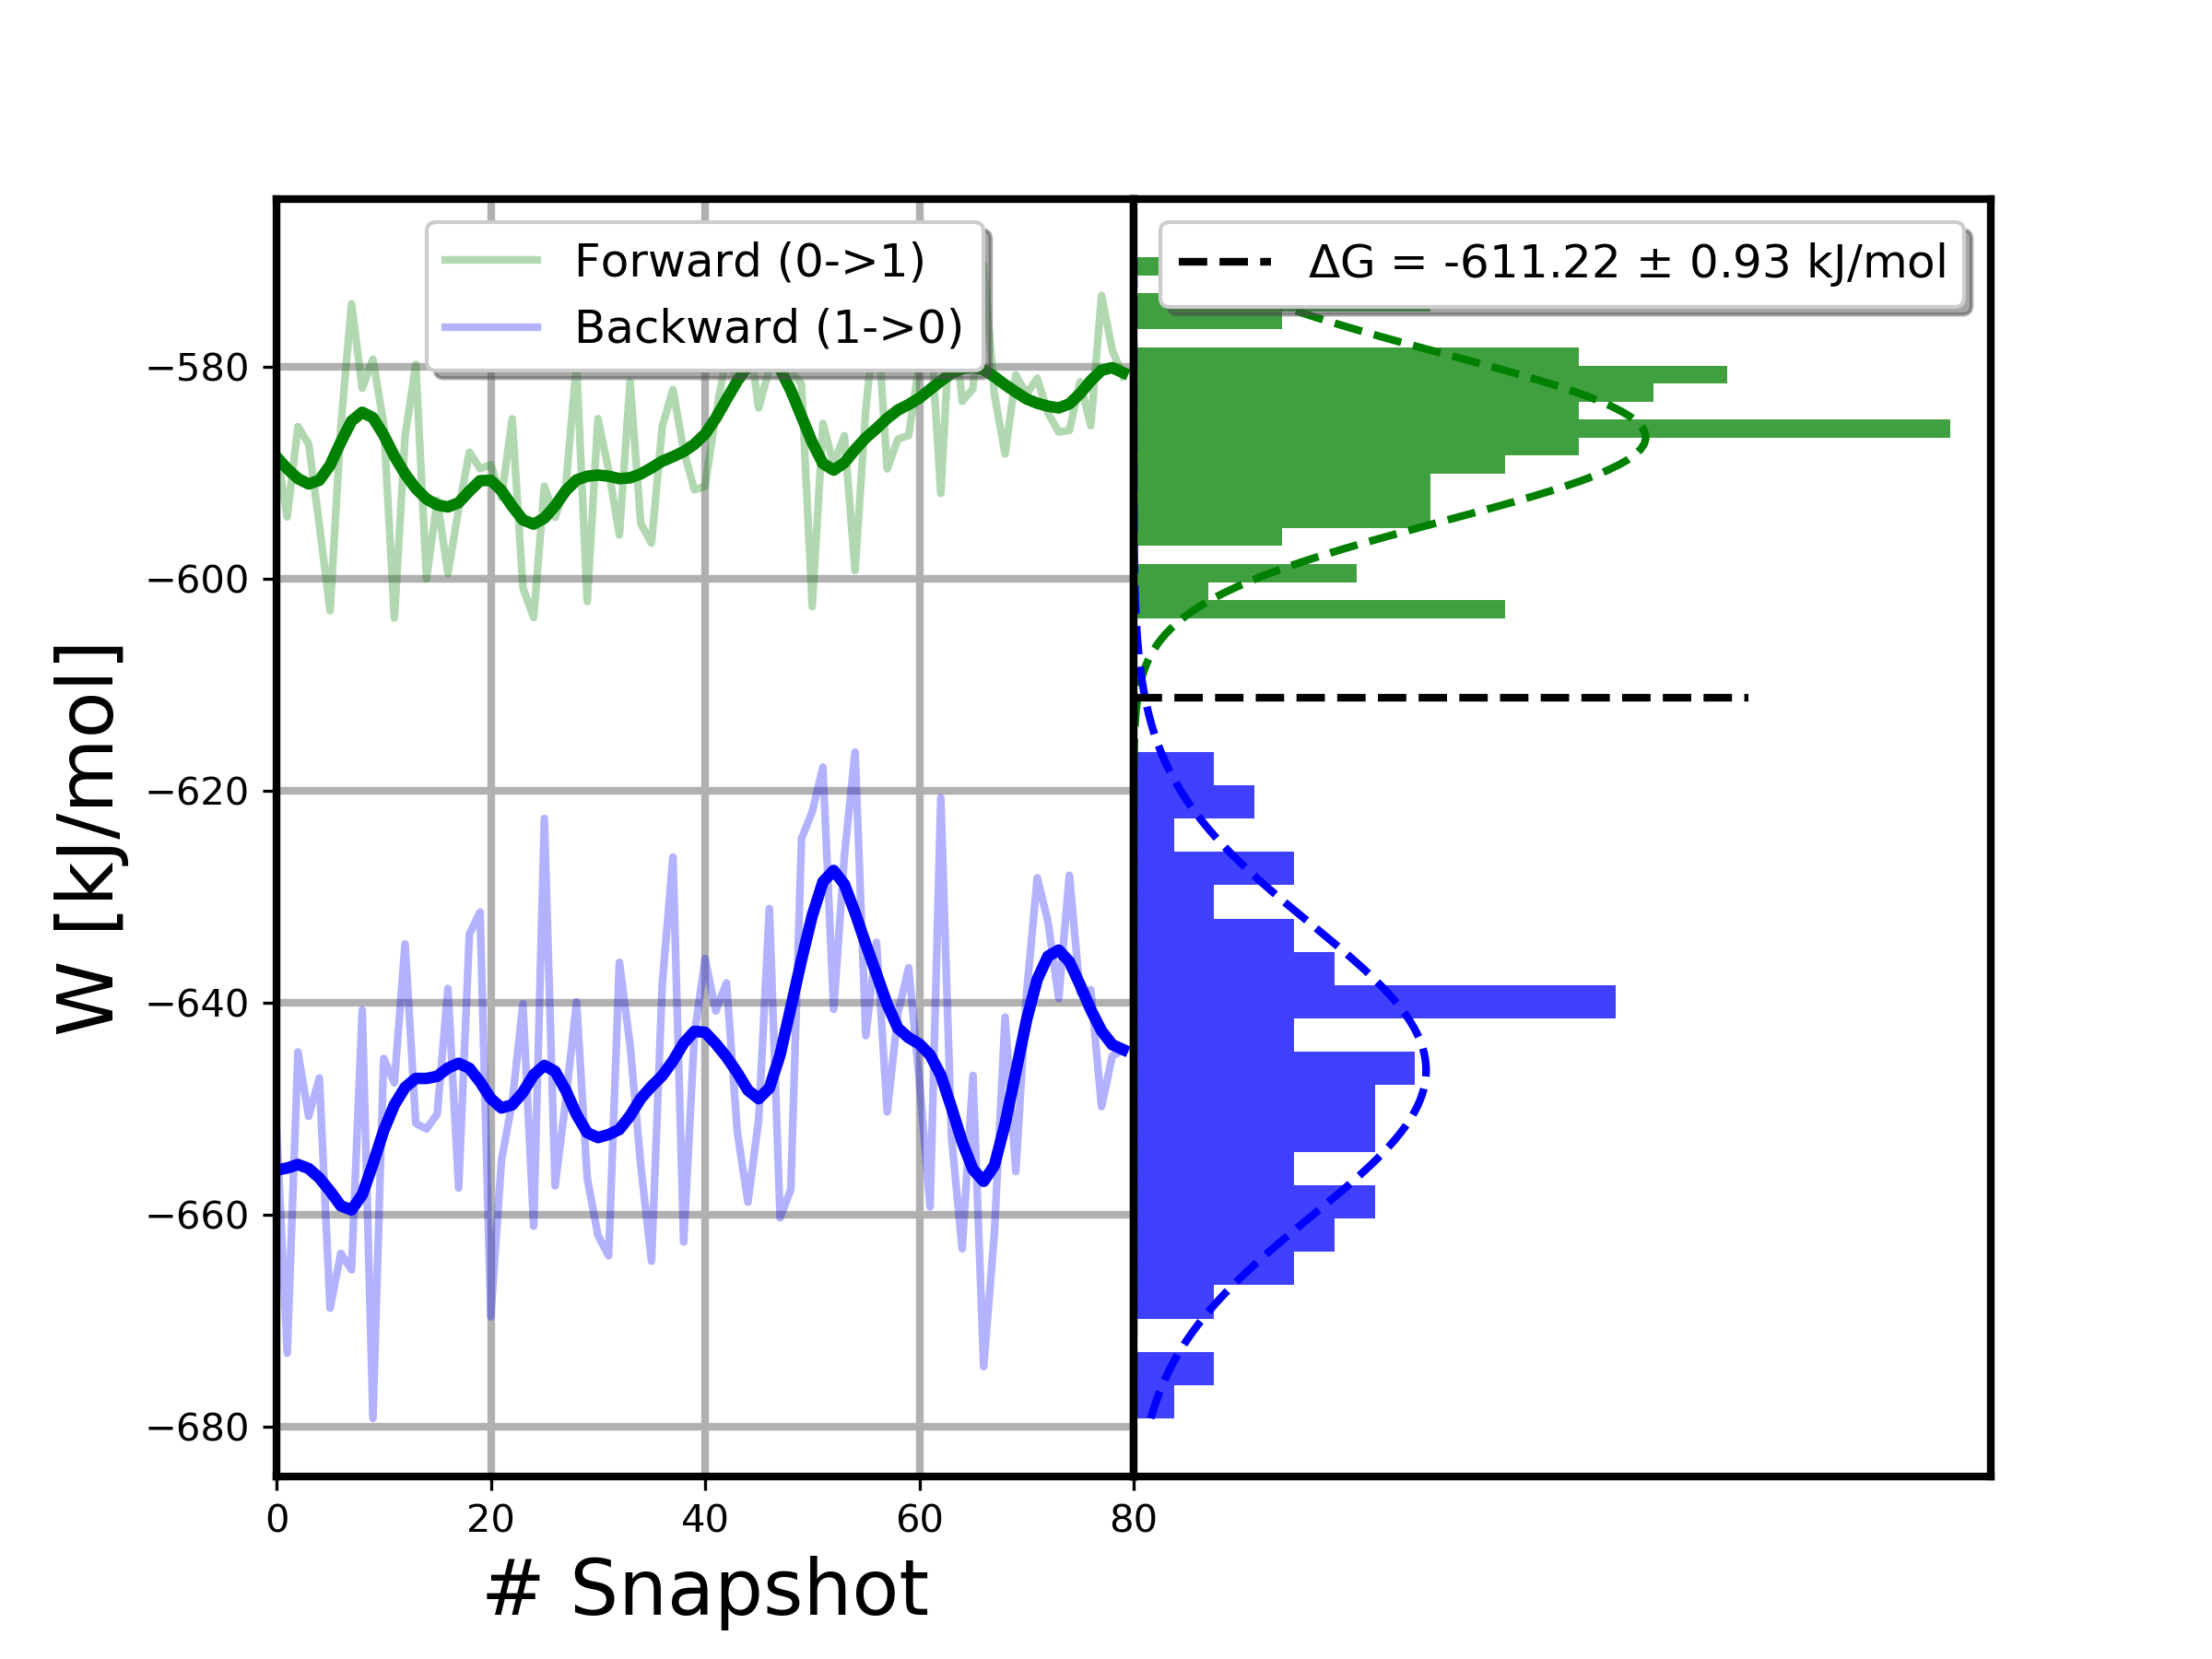 Forward (0->1)
Backward (1->0)
ΔG = -611.22 ± 0.93 kJ/mol
W [kJ/mol]
−580
−600
−620
−640
−660
−680
0 20 40 60 80
# Snapshot